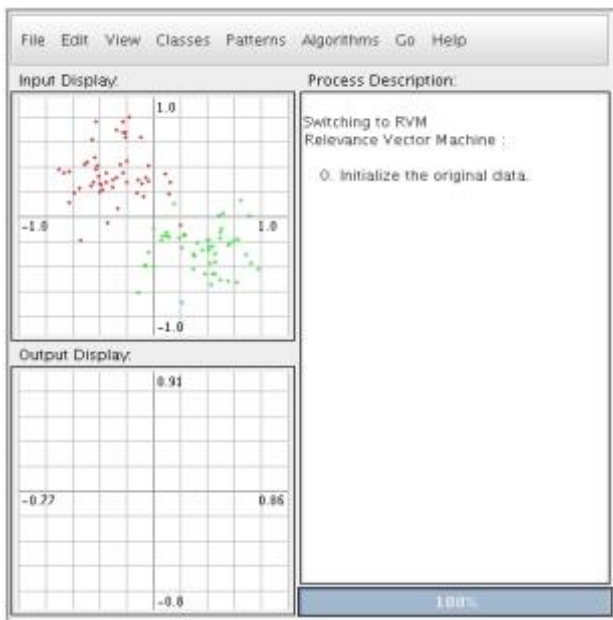 File Edit View Classes Patterns Algorithms Go Help
Input Display:
1.0
-1.0
1.0
-1.0
Output Display:
0.91
-0.77
0.86
-0.8
Process Description:
Switching to RVM
Relevance Vector Machine :
0. Initialize the original data.
100%